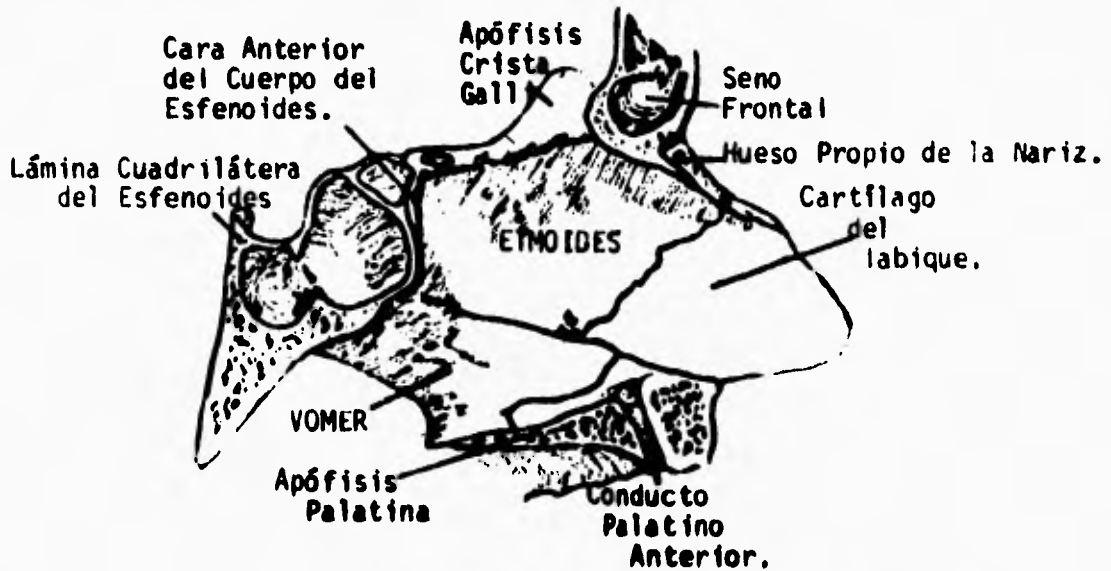 Cara Anterior
del Cuerpo del
Esfenoides.
Apófisis
Crista
Gall
Seno
Frontal
Hueso Propio de la Nariz.
Lámina Cuadrilátera
del Esfenoides
Cartílago
del
labique.
ETMOIDES
VOMER
Apófisis
Palatina
Conducto
Palatino
Anterior.